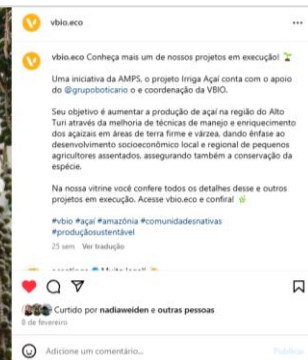 vbio.eco
vbio.eco Conheça mais um de nossos projetos em execução!
Uma iniciativa da AMPS, o projeto Irriga Açaí conta com o apoio
do @grupoboticario o e coordenação da VBIO.
Seu objetivo é aumentar a produção de açaí na região do Alto
Turi através da melhoria de técnicas de manejo e enriquecimento
dos açaizais em áreas de terra firme e várzea, dando ênfase ao
desenvolvimento socioeconômico local e regional de pequenos
agricultores assentados, assegurando também a conservação da
espécie.
Na nossa vitrine você confere todos os detalhes desse e outros
projetos em execução. Acesse vbio.eco e confira!
#vbio #açaí #amazônia #comunidadesnativas
#produçãosustentável
25 sem Ver tradução
Curtido por nadiaweiden e outras pessoas
8 de fevereiro
Adicione um comentário...
Publicar